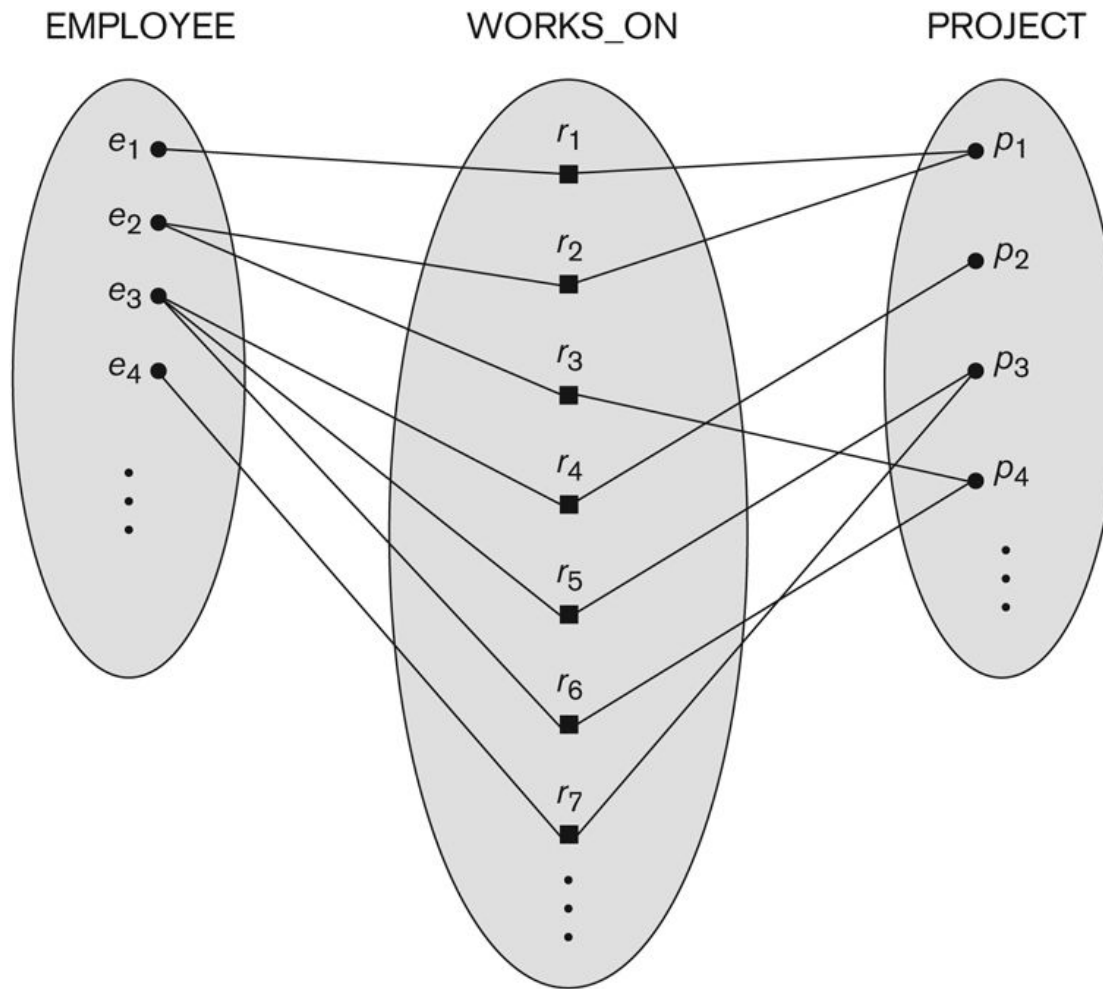 EMPLOYEE WORKS_ON PROJECT
e1 r1 p1
e2 r2 p2
e3 r3 p3
e4 r4 p4
r5
r6
r7